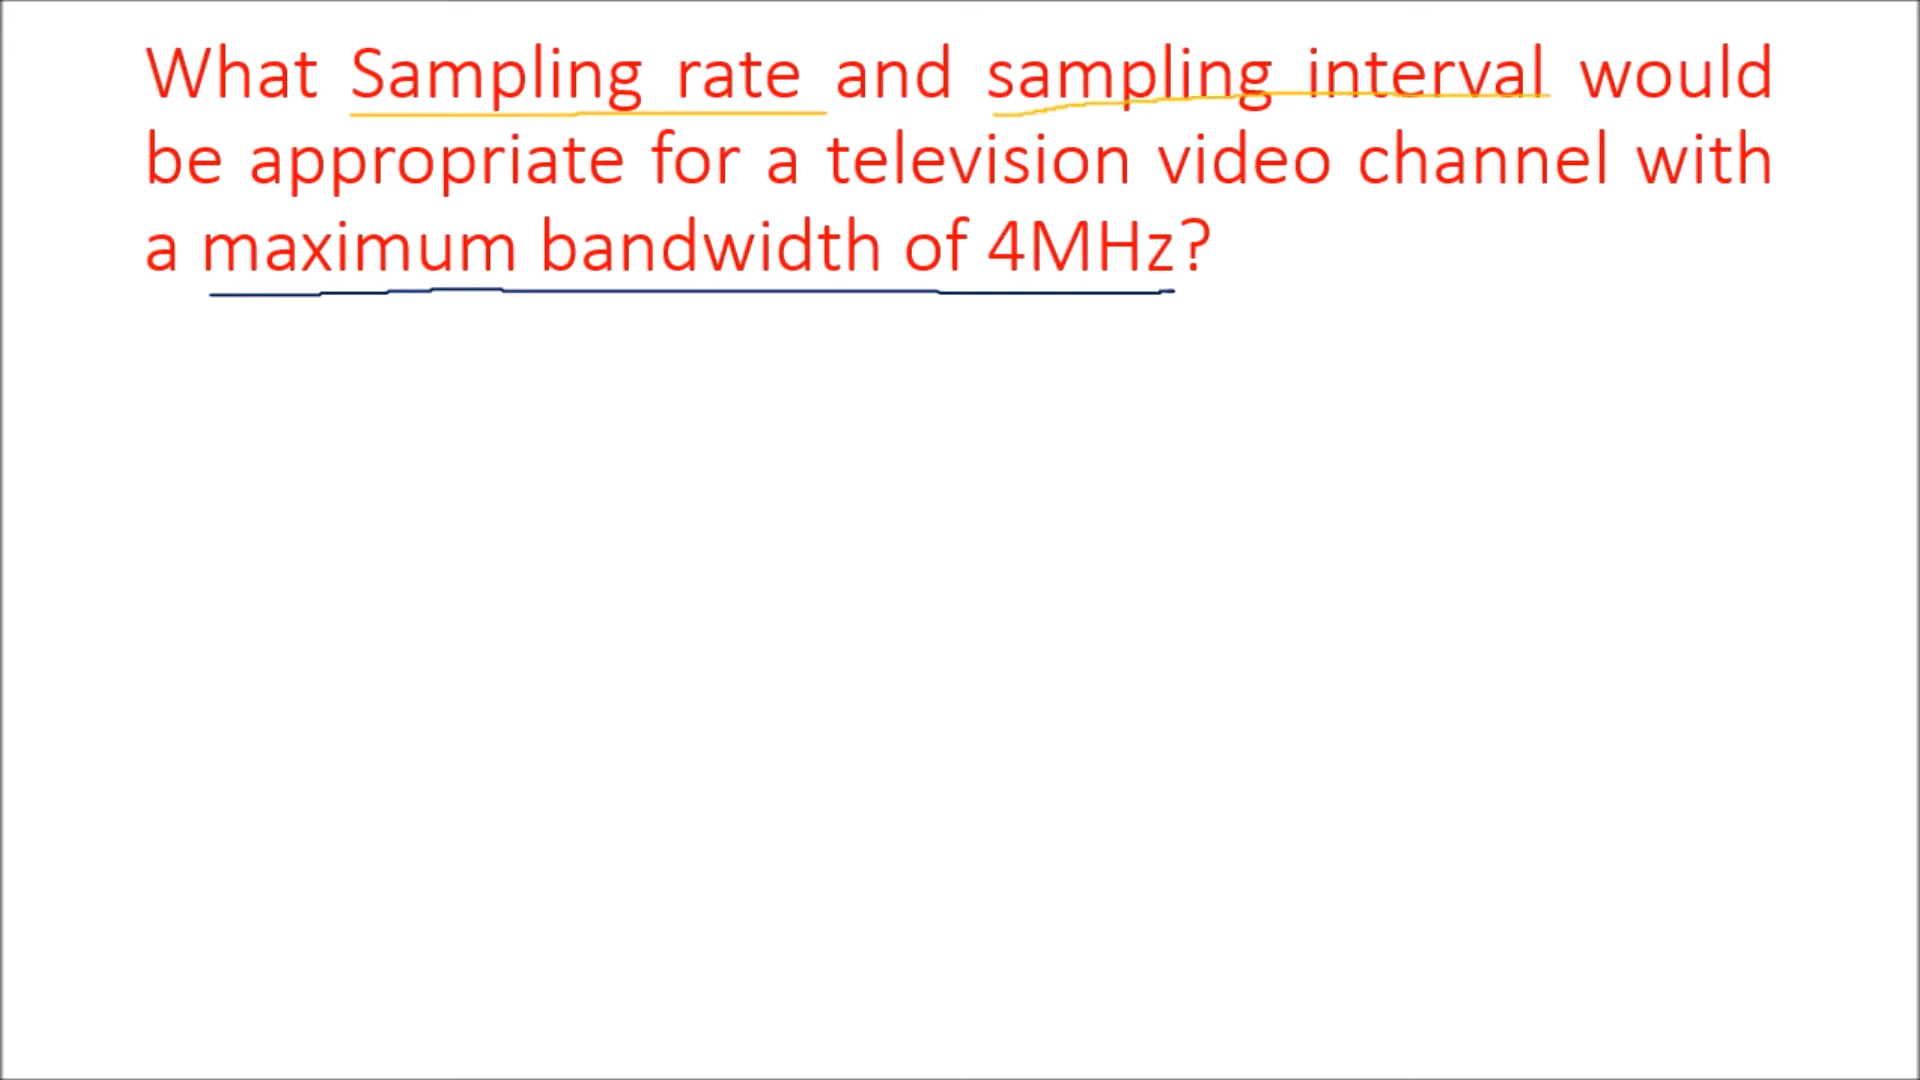 What Sampling rate and sampling interval would
be appropriate for a television video channel with
a maximum bandwidth of 4MHz?